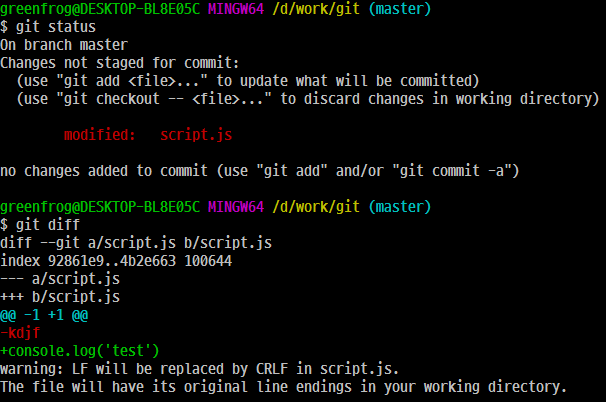 greenfrog@DESKTOP-BL8E05C MINGW64 /d/work/git (master)
$ git status
On branch master
Changes not staged for commit:
  (use "git add <file>..." to update what will be committed)
  (use "git checkout -- <file>..." to discard changes in working directory)

        modified:   script.js

no changes added to commit (use "git add" and/or "git commit -a")

greenfrog@DESKTOP-BL8E05C MINGW64 /d/work/git (master)
$ git diff
diff --git a/script.js b/script.js
index 92861e9..4b2e663 100644
--- a/script.js
+++ b/script.js
@@ -1 +1 @@
-kdjf
+console.log('test')
warning: LF will be replaced by CRLF in script.js.
The file will have its original line endings in your working directory.